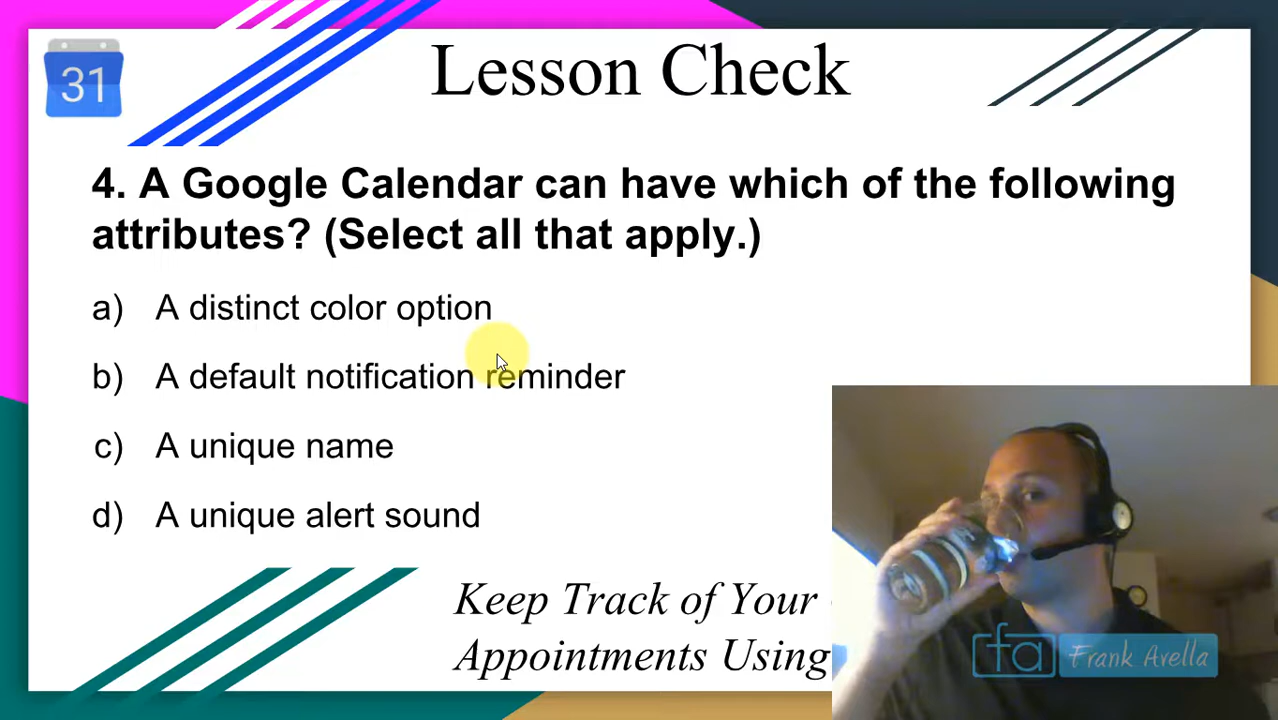 31
Lesson Check
4. A Google Calendar can have which of the following
attributes? (Select all that apply.)
a) A distinct color option
b) A default notification reminder
c) A unique name
d) A unique alert sound
Keep Track of Your
Appointments Using
fa Frank Avella